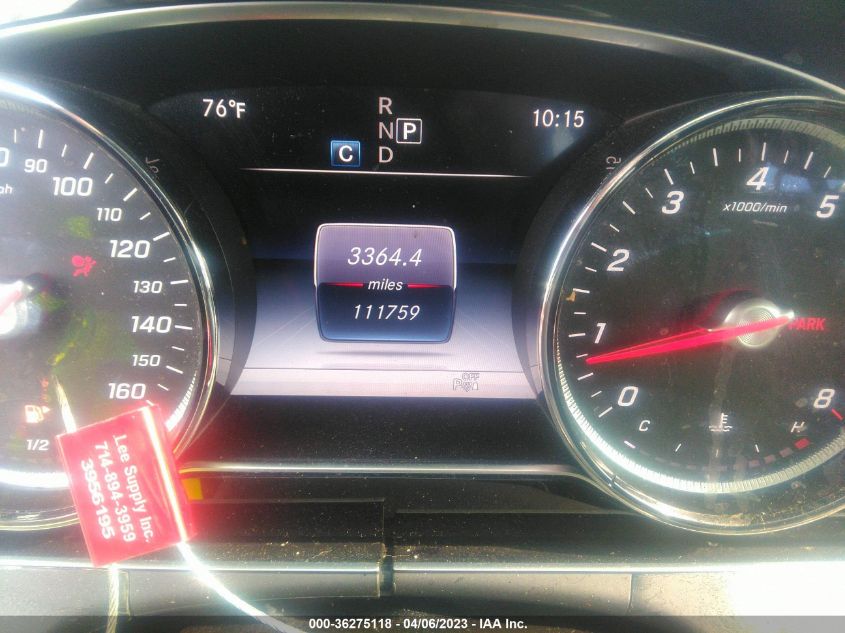 76°F
R
N P
C D
10:15
3364.4
miles
111759
OFF
90
100
110
120
130
140
150
160
1/2
x1000/min
0
1
2
3
4
5
8
PARK
C
H
Lee Supply Inc.
714-894-3959
3956195
000-36275118 - 04/06/2023 - IAA Inc.